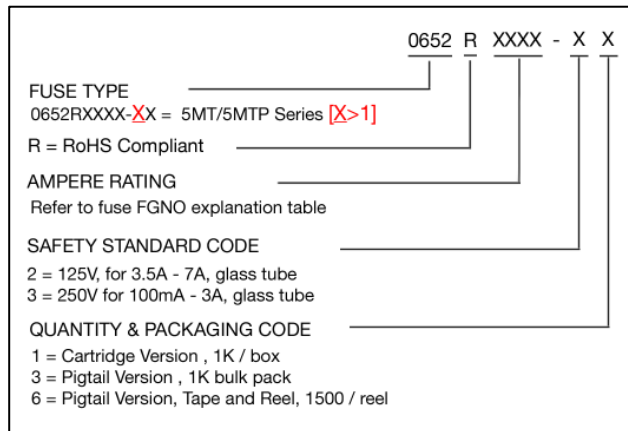 0652 R XXXX - X X
FUSE TYPE
0652RXXXX-XX = 5MT/5MTP Series [X>1]
R = RoHS Compliant
AMPERE RATING
Refer to fuse FGNO explanation table
SAFETY STANDARD CODE
2 = 125V, for 3.5A - 7A, glass tube
3 = 250V for 100mA - 3A, glass tube
QUANTITY & PACKAGING CODE
1 = Cartridge Version , 1K / box
3 = Pigtail Version , 1K bulk pack
6 = Pigtail Version, Tape and Reel, 1500 / reel